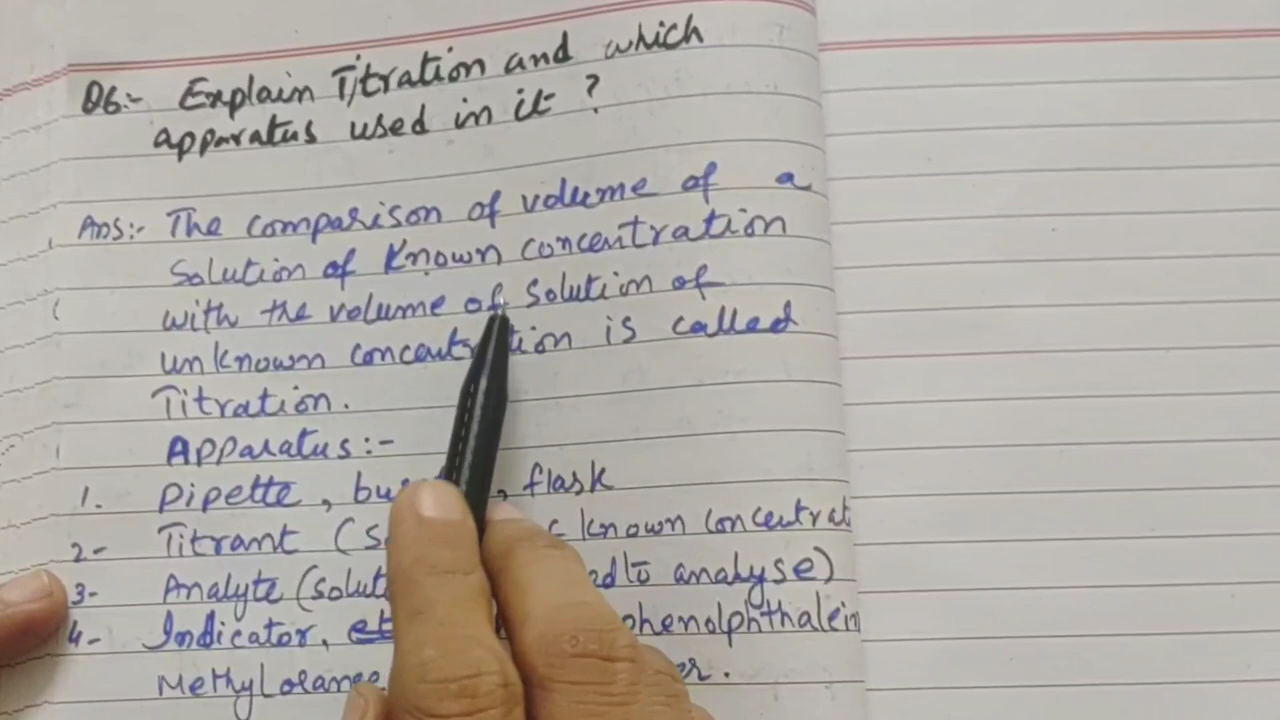 Q6:- Explain Titration and which
apparatus used in it ?
Ans:- The comparison of volume of a
Solution of Known concentration
with the volume of Solution of
unknown concentration is called
Titration.
Apparatus:-
1. Pipette, , flask
2- Titrant ( known concentrat
3- Analyte ( to analyse)
4- Indicator, phenolphthalein
Methyl orange .